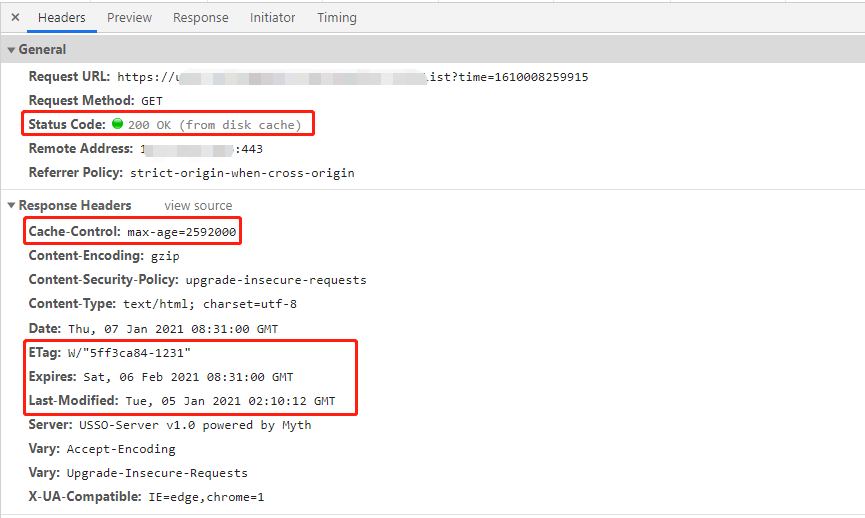 × Headers Preview Response Initiator Timing
▼ General
Request URL: https://u ist?time=1610008259915
Request Method: GET
Status Code: 200 OK (from disk cache)
Remote Address: 1 :443
Referrer Policy: strict-origin-when-cross-origin
▼ Response Headers view source
Cache-Control: max-age=2592000
Content-Encoding: gzip
Content-Security-Policy: upgrade-insecure-requests
Content-Type: text/html; charset=utf-8
Date: Thu, 07 Jan 2021 08:31:00 GMT
ETag: W/"5ff3ca84-1231"
Expires: Sat, 06 Feb 2021 08:31:00 GMT
Last-Modified: Tue, 05 Jan 2021 02:10:12 GMT
Server: USSO-Server v1.0 powered by Myth
Vary: Accept-Encoding
Vary: Upgrade-Insecure-Requests
X-UA-Compatible: IE=edge,chrome=1